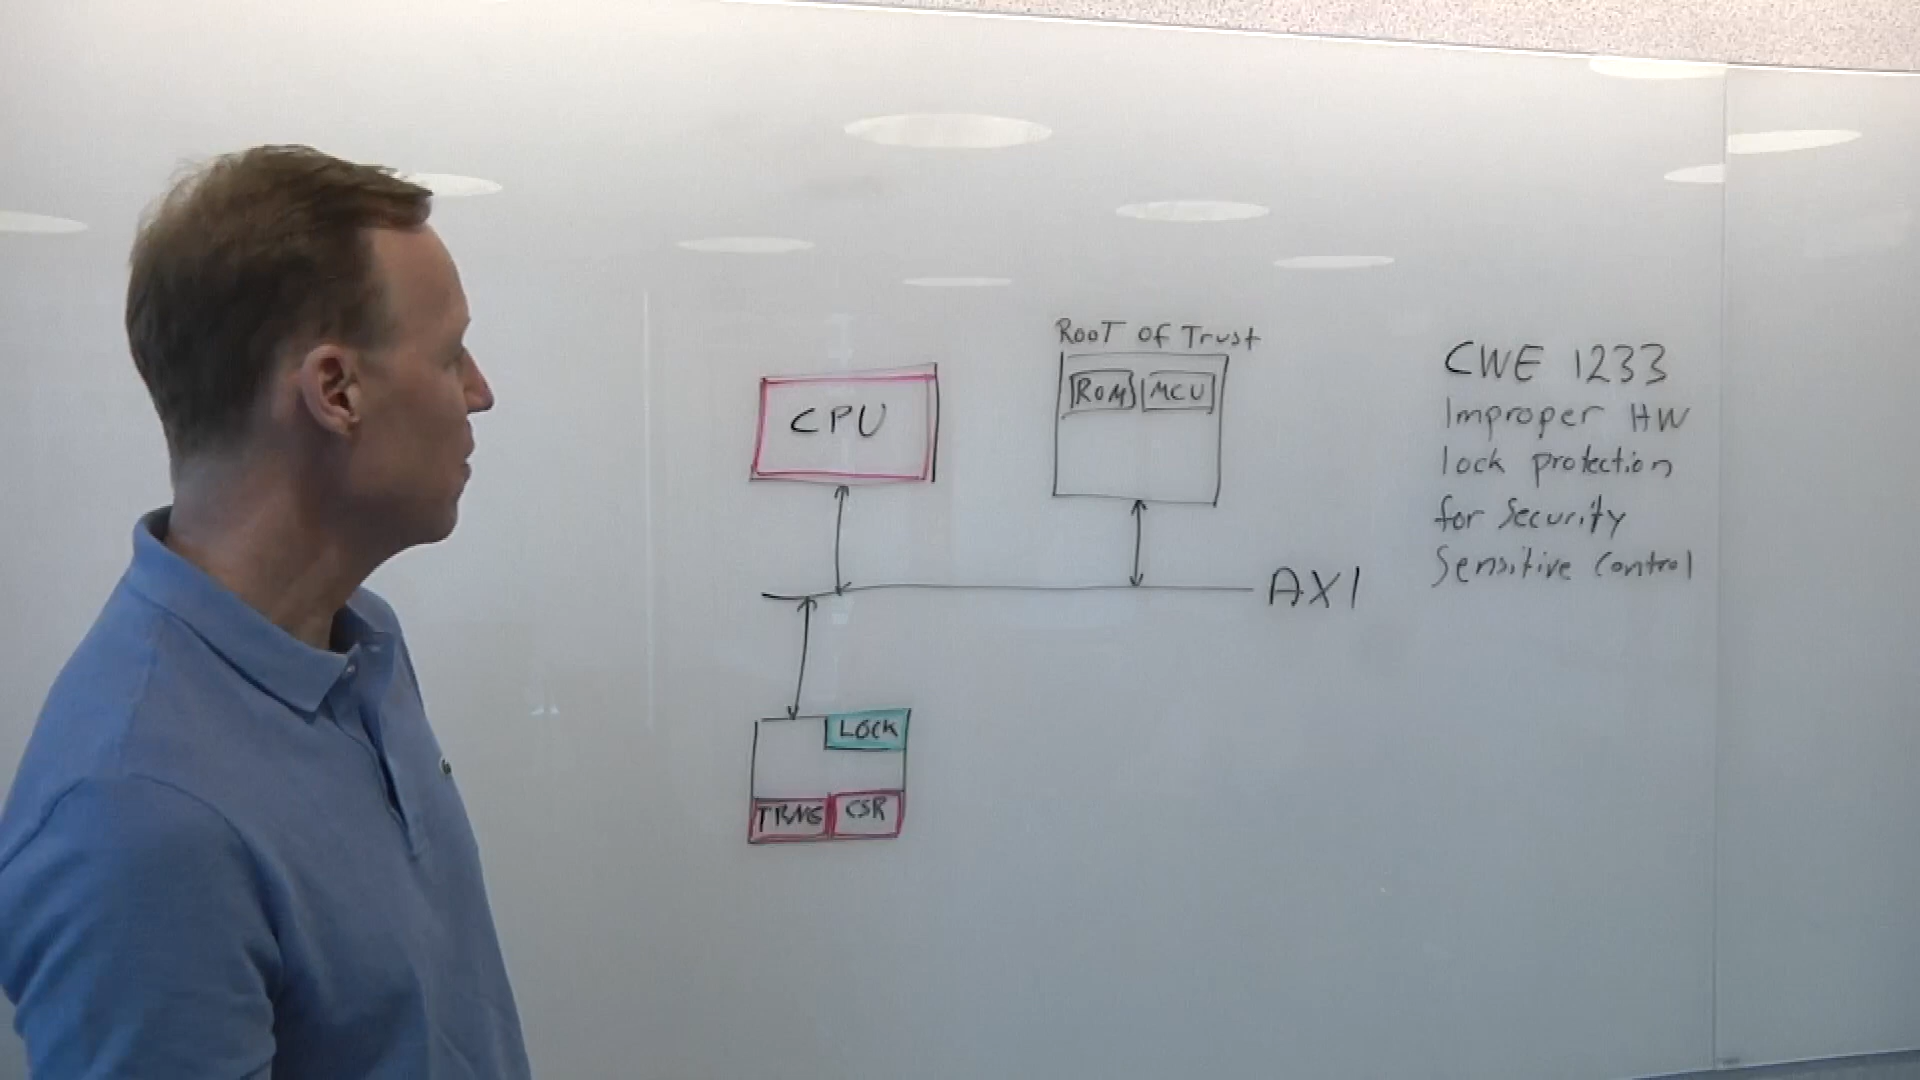 Root of Trust
ROM MCU
CPU
AXI
LOCK
TRNG CSR
CWE 1233
Improper HW
lock protection
for Security
Sensitive Control